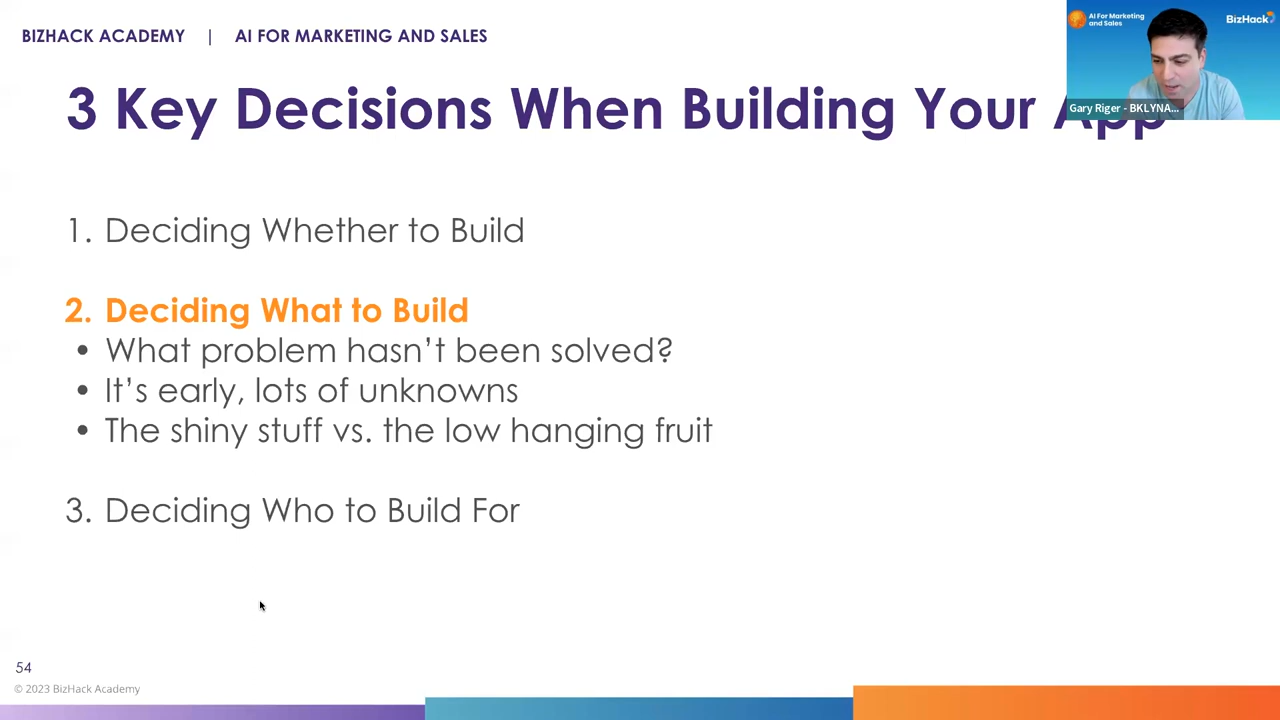 BIZHACK ACADEMY | AI FOR MARKETING AND SALES
AI For Marketing
and Sales
BizHack
Gary Riger - BKLYNA...
3 Key Decisions When Building Your App
1. Deciding Whether to Build
2. Deciding What to Build
• What problem hasn’t been solved?
• It’s early, lots of unknowns
• The shiny stuff vs. the low hanging fruit
3. Deciding Who to Build For
54
© 2023 BizHack Academy